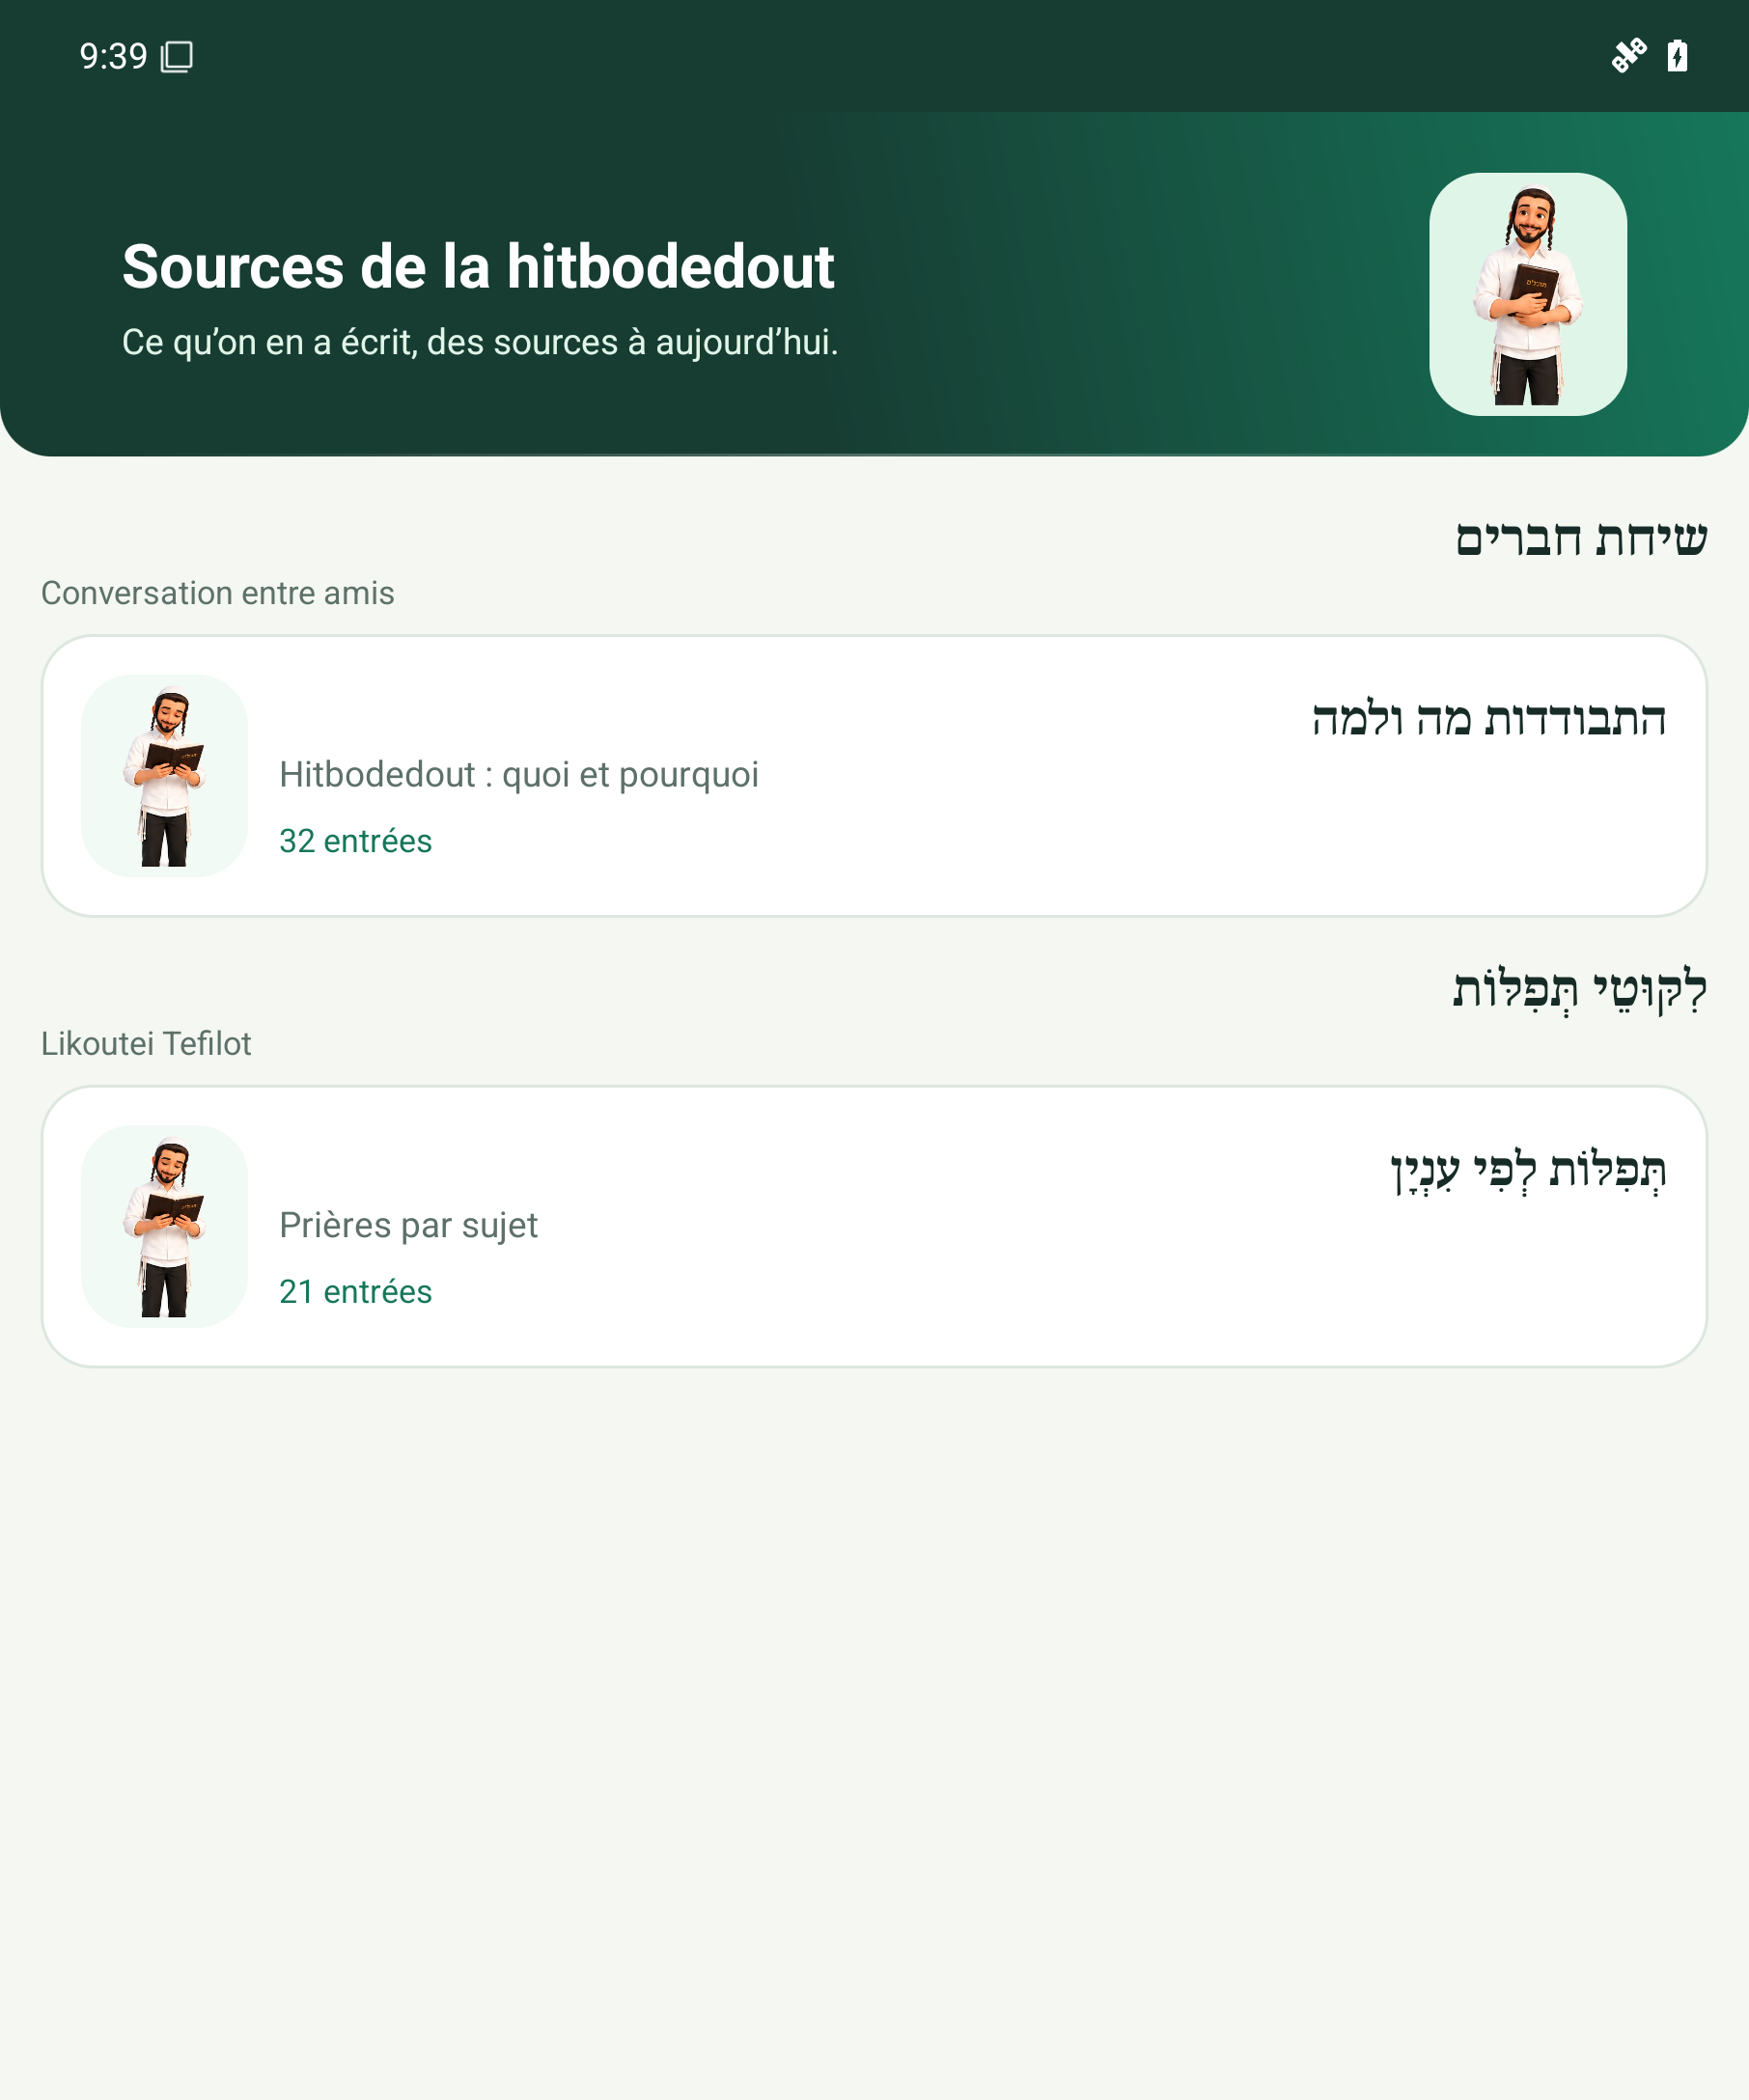 9:39
Sources de la hitbodedout
Ce qu’on en a écrit, des sources à aujourd’hui.
שיחת חברים
Conversation entre amis
התבודדות מה ולמה
Hitbodedout : quoi et pourquoi
32 entrées
לִקּוּטֵי תְּפִלּוֹת
Likoutei Tefilot
תְּפִלּוֹת לְפִי עִנְיָן
Prières par sujet
21 entrées